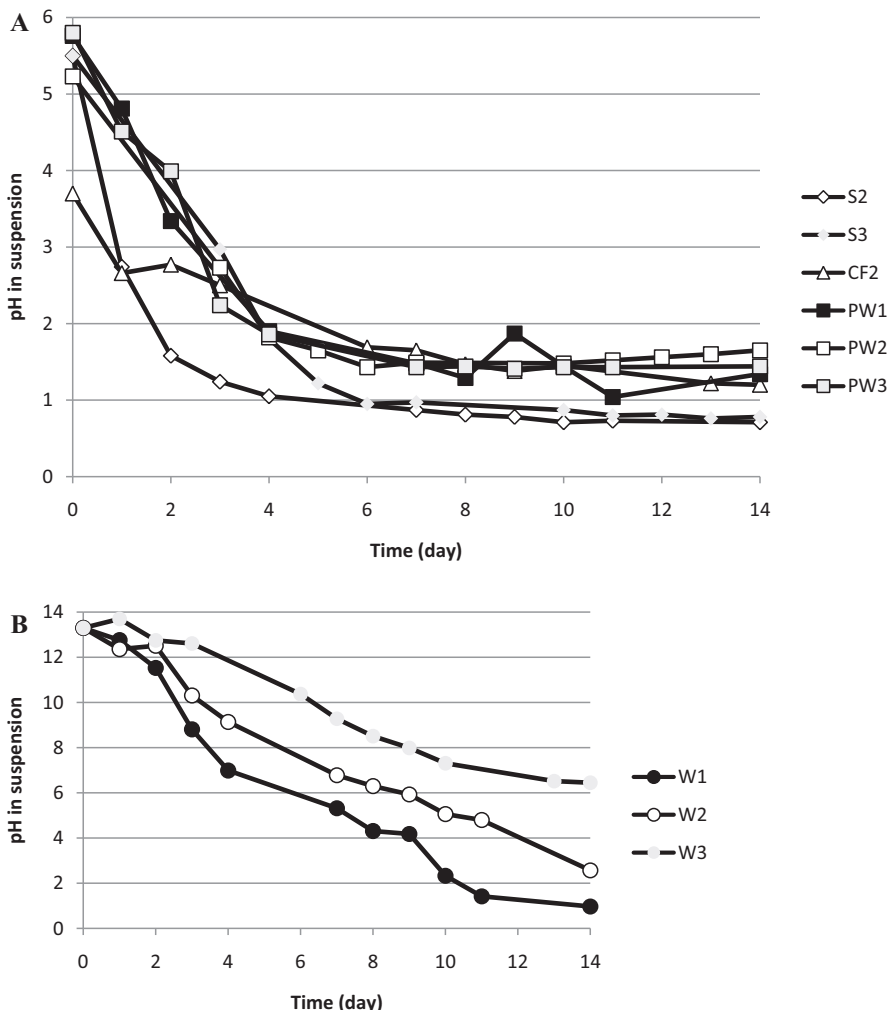 A
pH in suspension
6
5
4
3
2
1
0
0 2 4 6 8 10 12 14
Time (day)
S2
S3
CF2
PW1
PW2
PW3
B
pH in suspension
14
12
10
8
6
4
2
0
0 2 4 6 8 10 12 14
Time (day)
W1
W2
W3